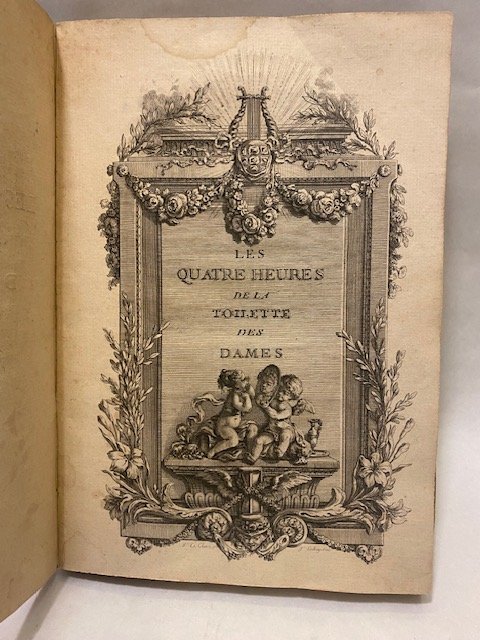 LES
QUATRE HEURES
DE LA
TOILETTE
DES
DAMES